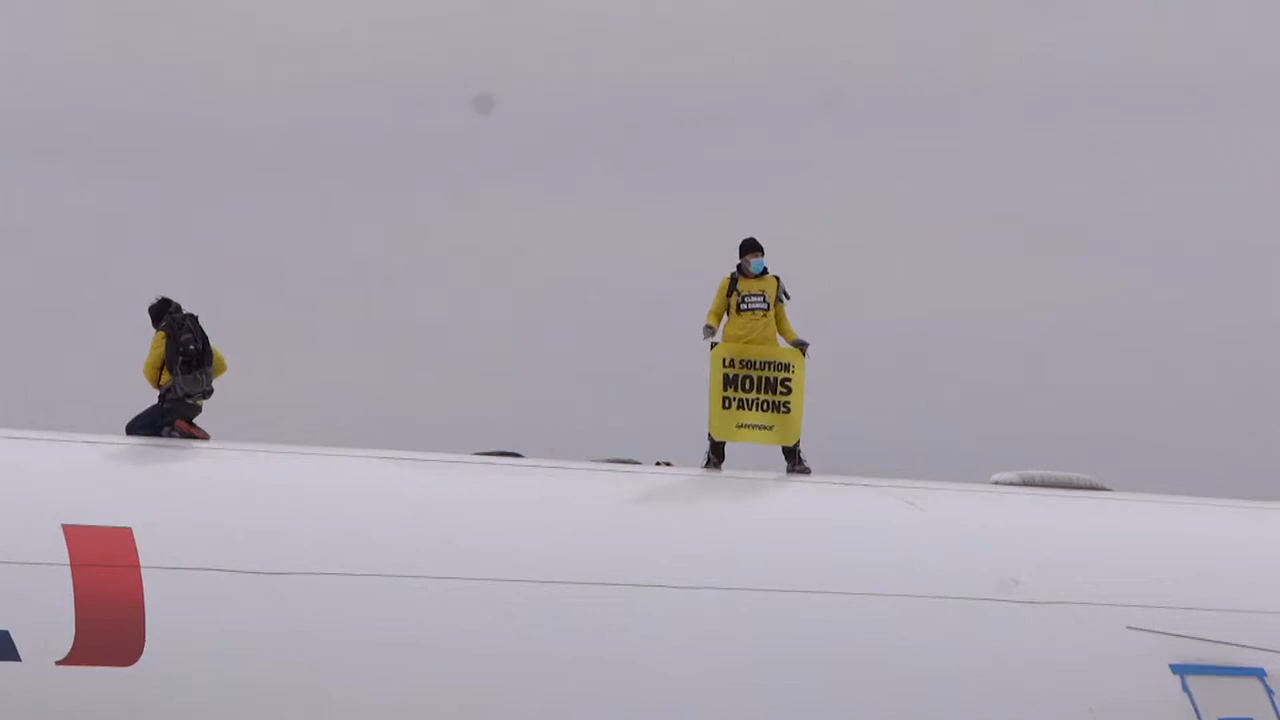 CLIMAT
EN DANGER
LA SOLUTiON:
MOINS
D'AViONS
GREENPEACE